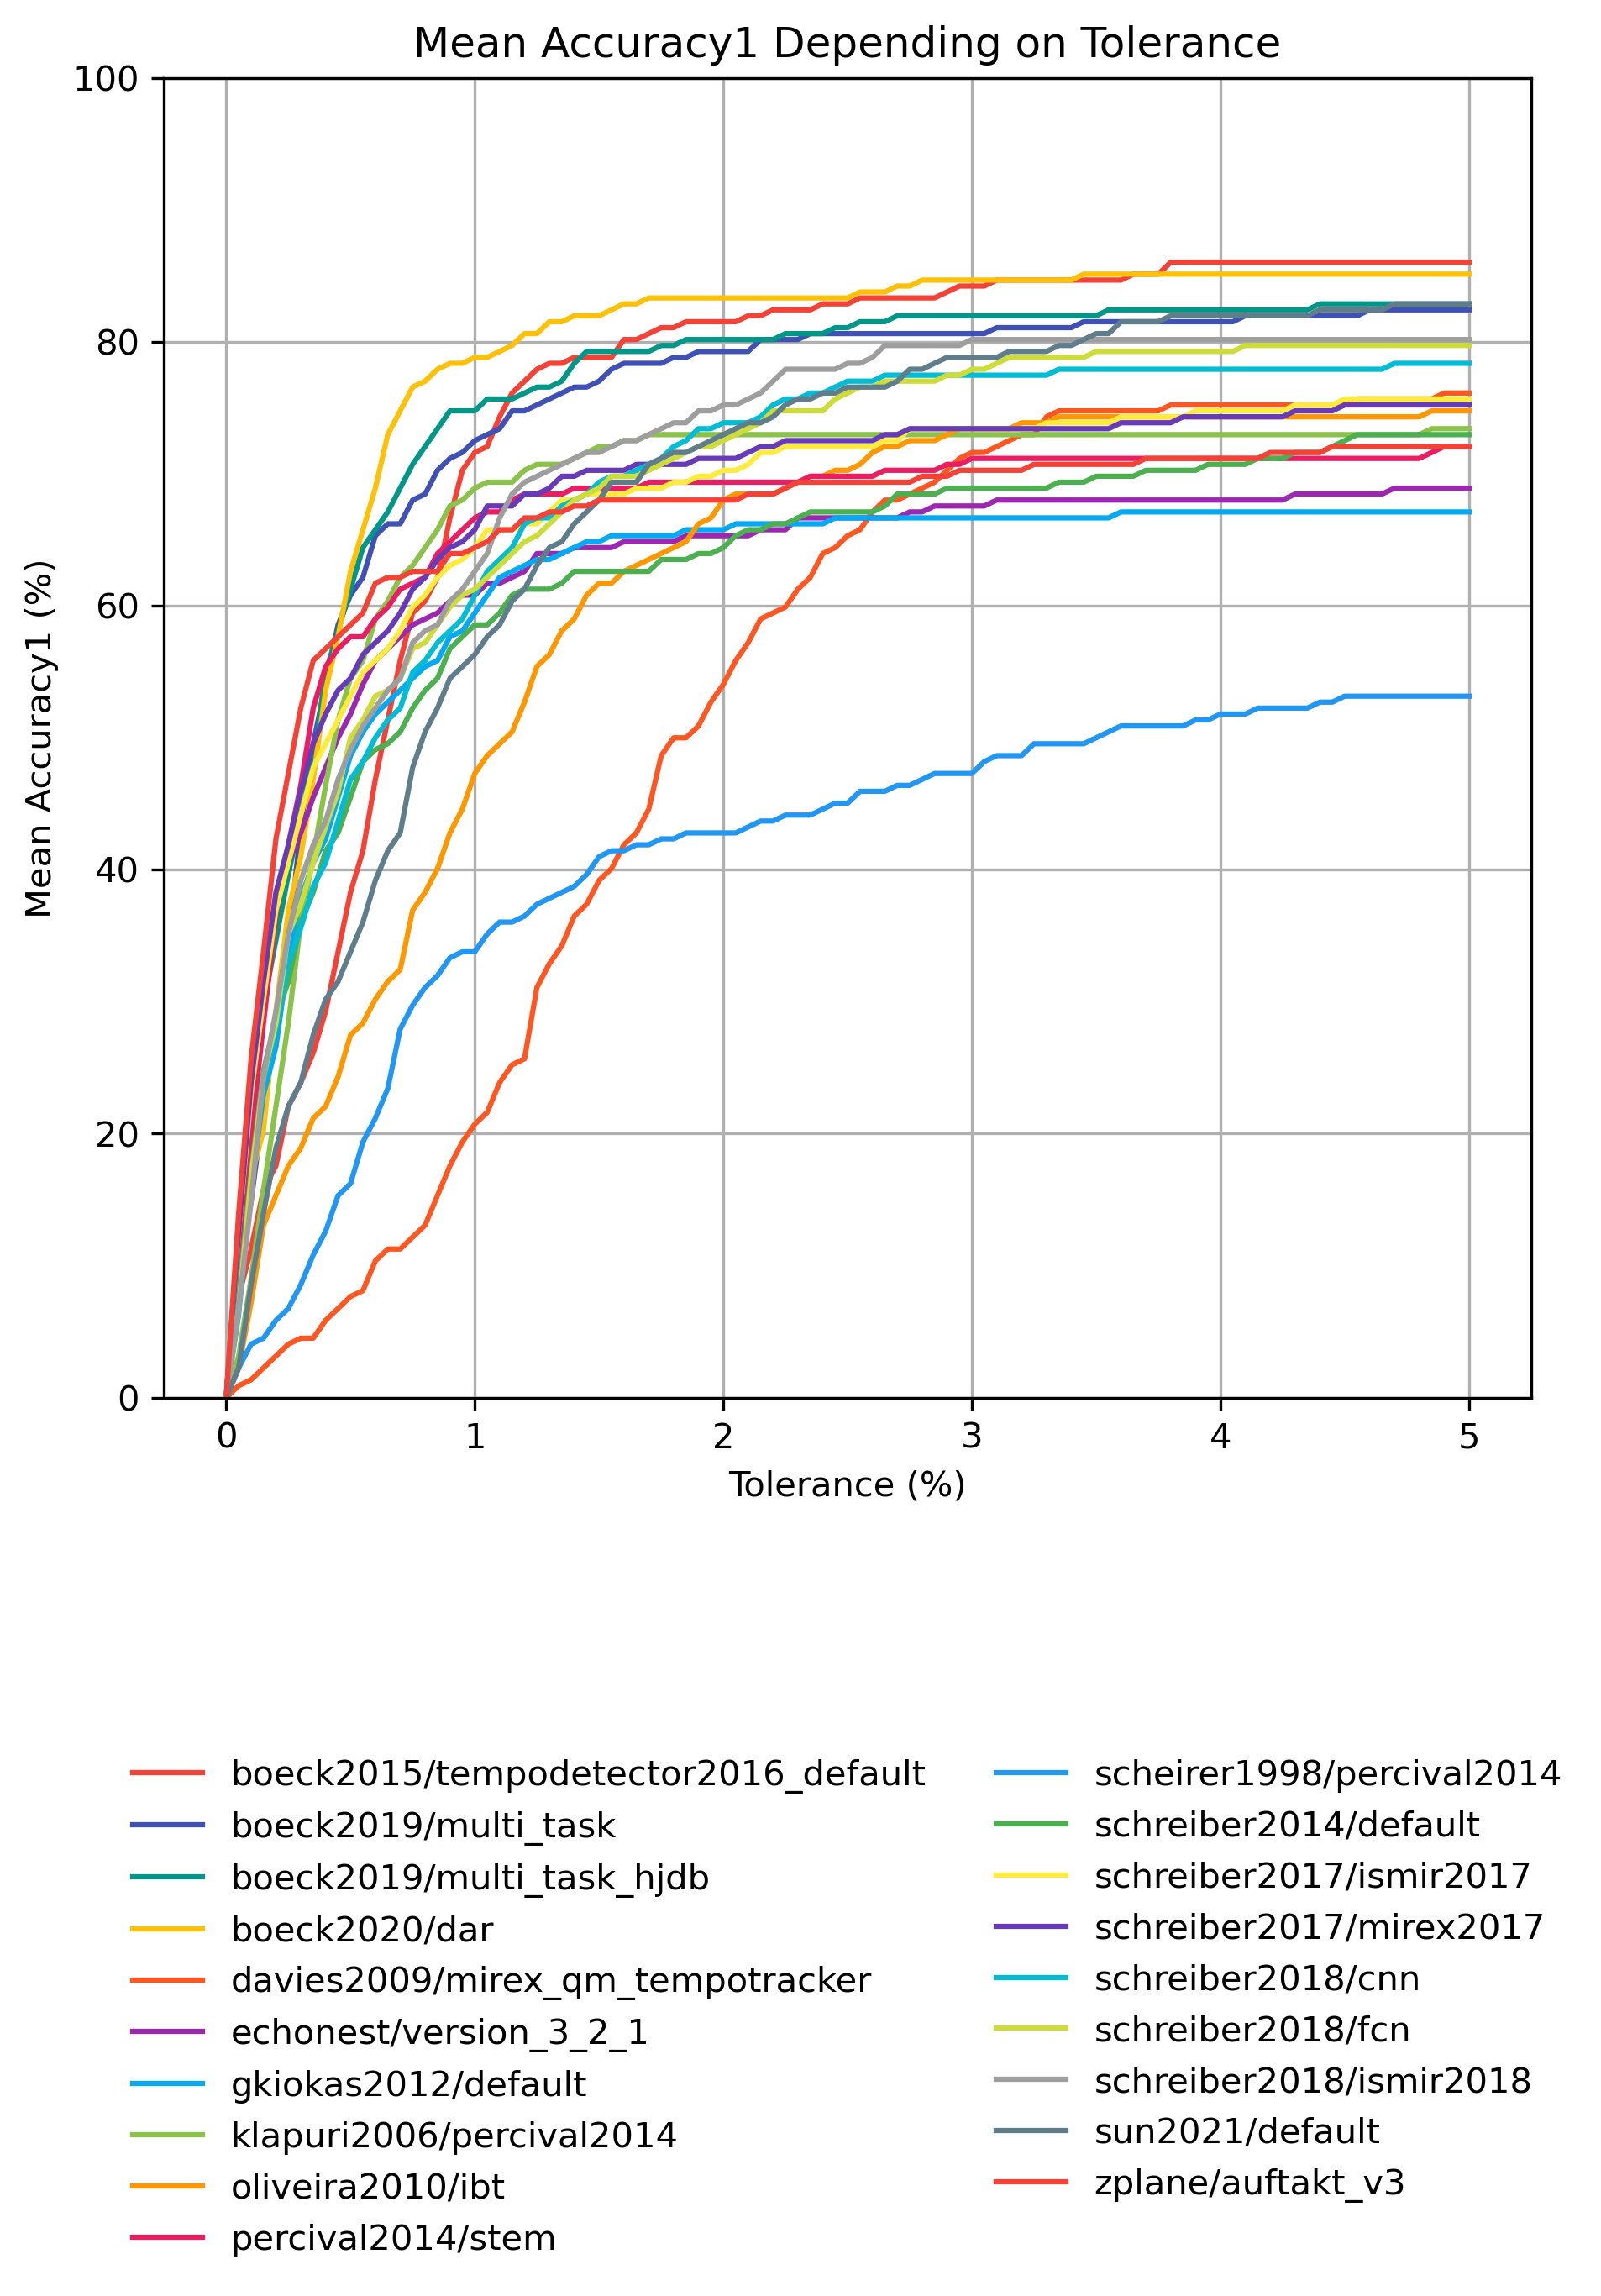 Mean Accuracy1 Depending on Tolerance
100
80
60
40
20
0
Mean Accuracy1 (%)
0 1 2 3 4 5
Tolerance (%)
boeck2015/tempodetector2016_default
boeck2019/multi_task
boeck2019/multi_task_hjdb
boeck2020/dar
davies2009/mirex_qm_tempotracker
echonest/version_3_2_1
gkiokas2012/default
klapuri2006/percival2014
oliveira2010/ibt
percival2014/stem
scheirer1998/percival2014
schreiber2014/default
schreiber2017/ismir2017
schreiber2017/mirex2017
schreiber2018/cnn
schreiber2018/fcn
schreiber2018/ismir2018
sun2021/default
zplane/auftakt_v3